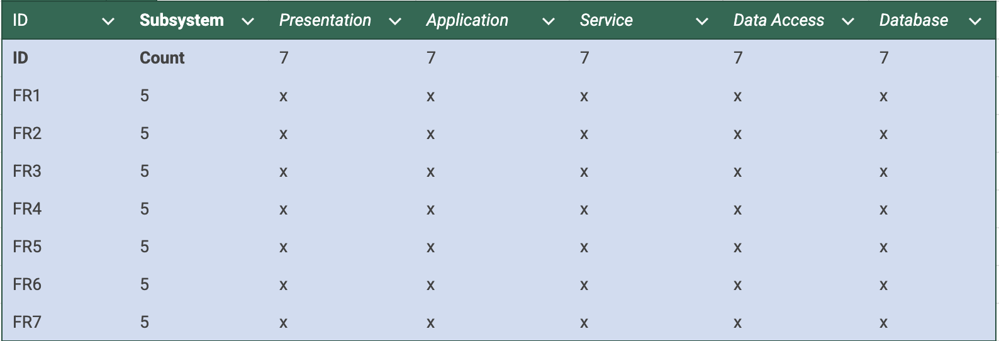 ID Subsystem Presentation Application Service Data Access Database
ID Count 7 7 7 7 7
FR1 5 x x x x x
FR2 5 x x x x x
FR3 5 x x x x x
FR4 5 x x x x x
FR5 5 x x x x x
FR6 5 x x x x x
FR7 5 x x x x x